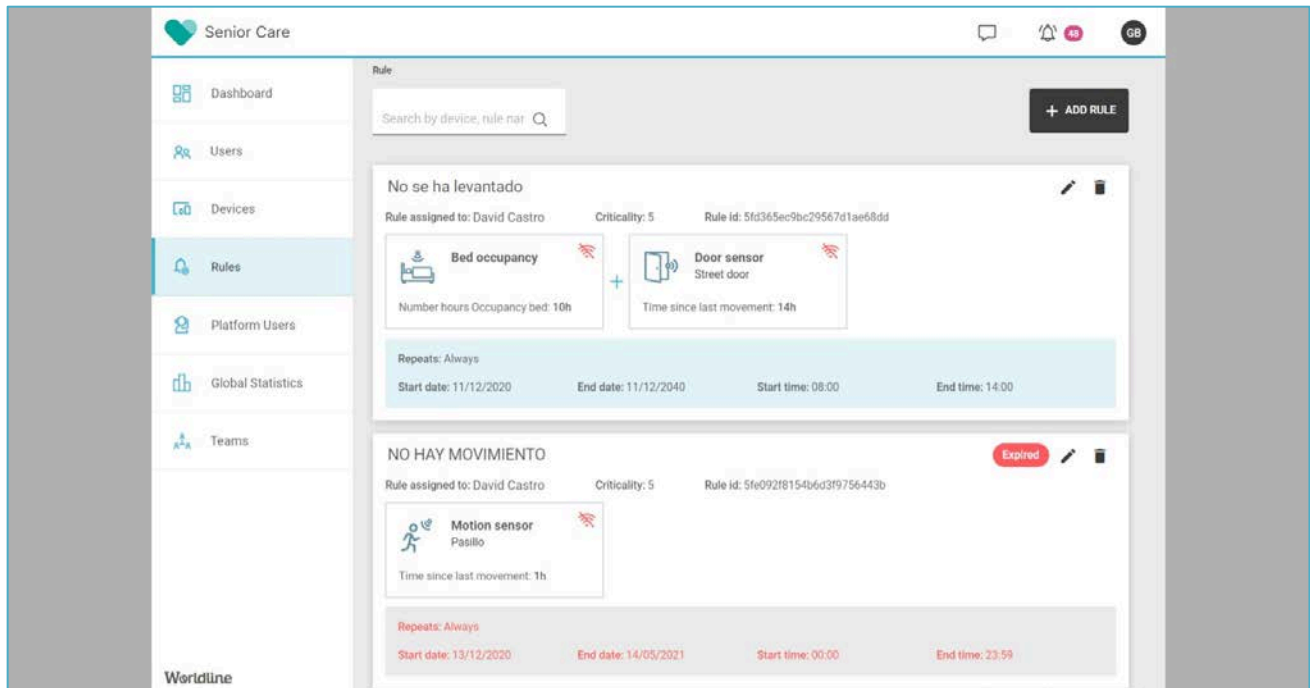 Senior Care
48
GB
Dashboard
Users
Devices
Rules
Platform Users
Global Statistics
Teams
Worldline
Rule
Search by device, rule nar
+ ADD RULE
No se ha levantado
Rule assigned to: David Castro Criticality: 5 Rule id: 5fd365ec9bc29567d1ae68dd
Bed occupancy
Number hours Occupancy bed: 10h
+
Door sensor
Street door
Time since last movement: 14h
Repeats: Always
Start date: 11/12/2020 End date: 11/12/2040 Start time: 08:00 End time: 14:00
NO HAY MOVIMIENTO
Expired
Rule assigned to: David Castro Criticality: 5 Rule id: 5fe092f8154b6d3f9756443b
Motion sensor
Pasillo
Time since last movement: 1h
Repeats: Always
Start date: 13/12/2020 End date: 14/05/2021 Start time: 00:00 End time: 23:59